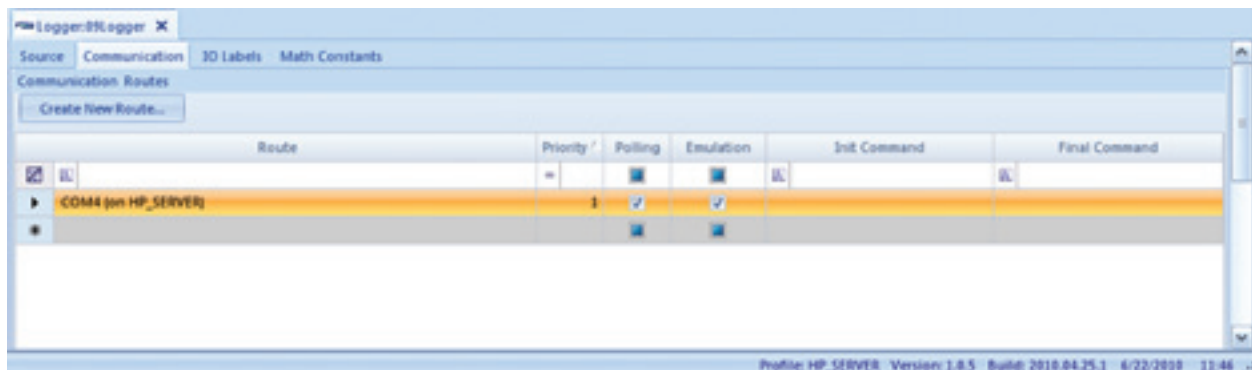 Logger:09Logger
Source Communication IO Labels Math Constants
Communication Routes
Create New Route...
Route Priority Polling Emulation Init Command Final Command
=
COM4 (on HP_SERVER) 1
Profile: HP_SERVER Version: 1.0.5 Build: 2010.04.25.1 6/22/2010 11:46